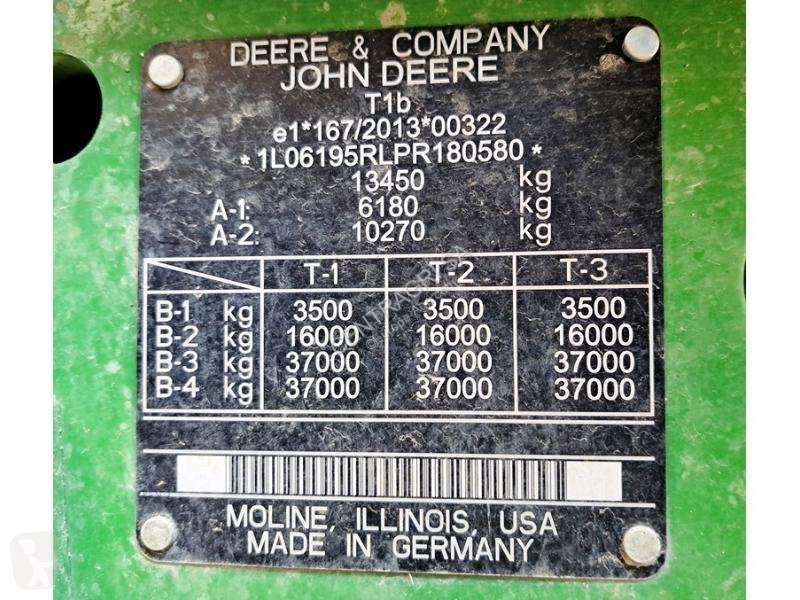 DEERE & COMPANY
JOHN DEERE
T1b
e1*167/2013*00322
*1L06195RLPR180580*
13450 kg
A-1: 6180 kg
A-2: 10270 kg
T-1 T-2 T-3
B-1 kg 3500 3500 3500
B-2 kg 16000 16000 16000
B-3 kg 37000 37000 37000
B-4 kg 37000 37000 37000
MOLINE, ILLINOIS, USA
MADE IN GERMANY